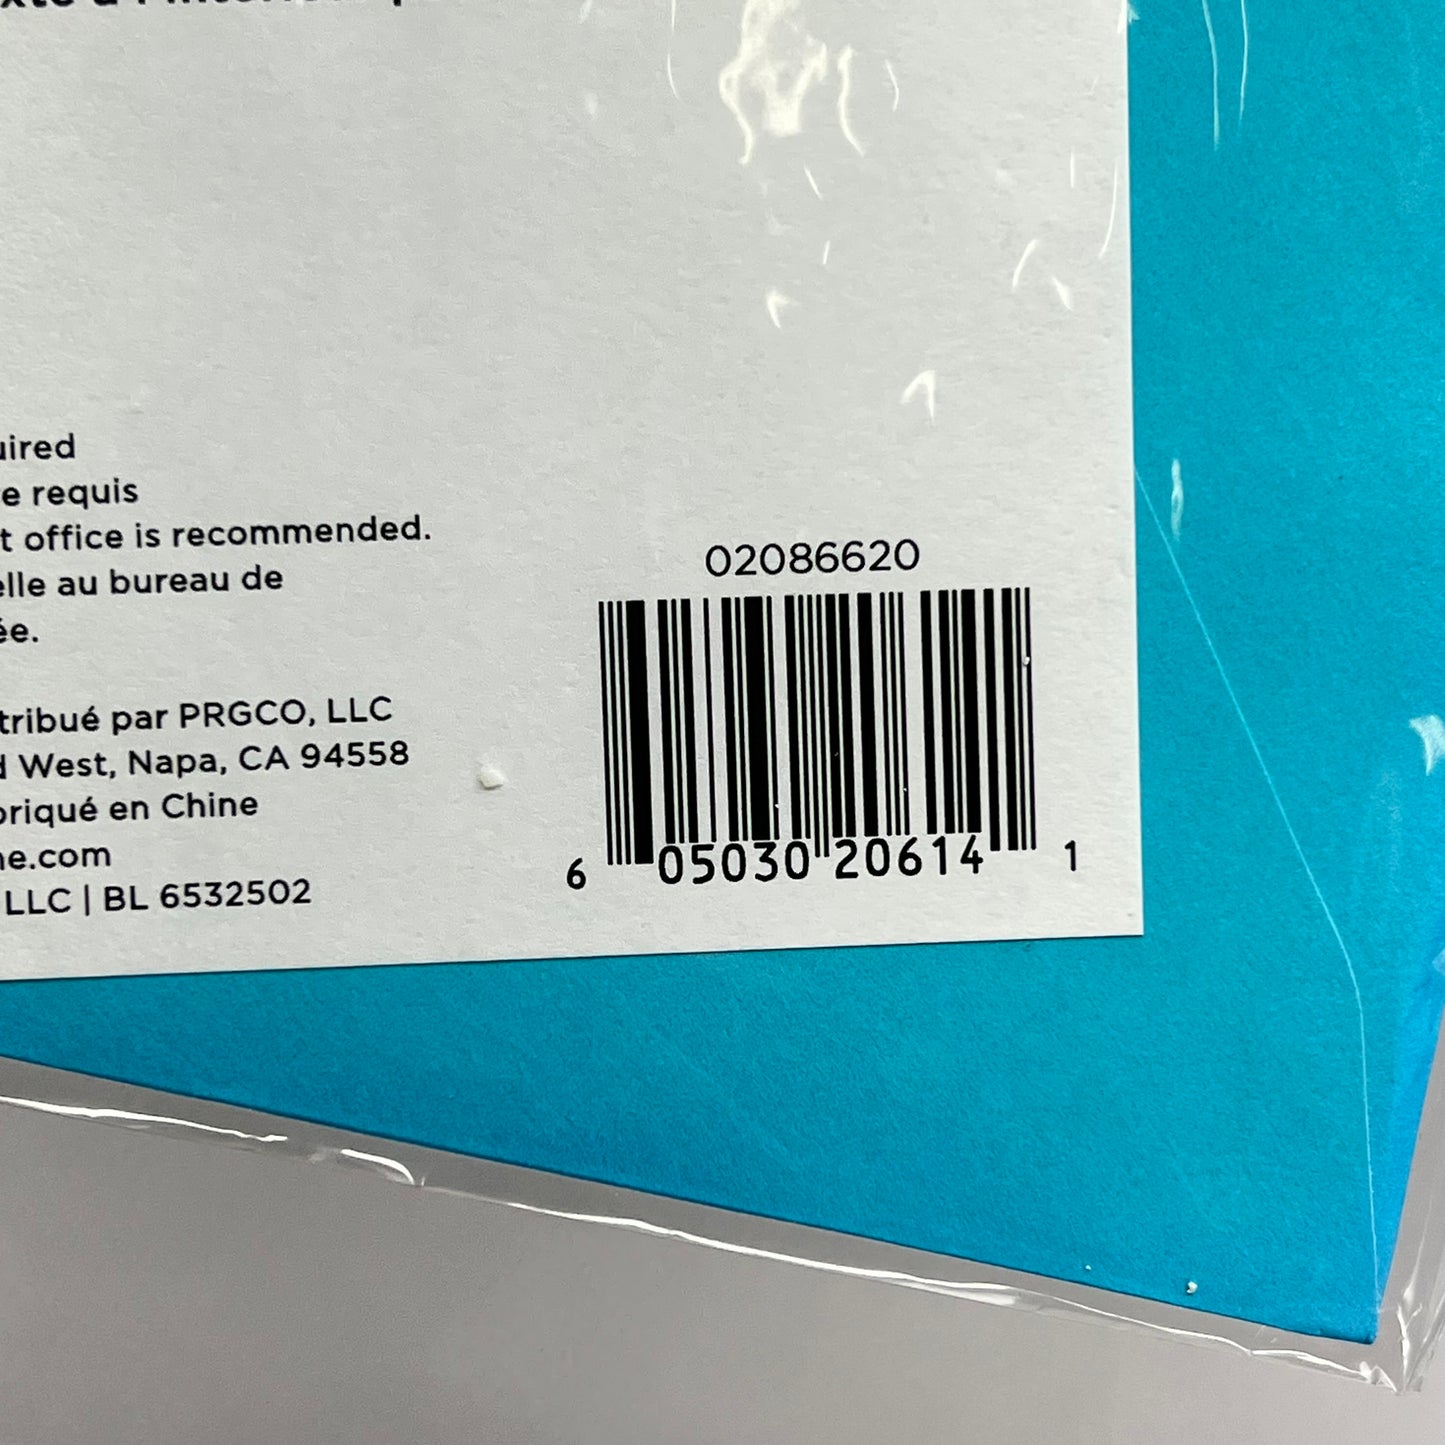 uired
e requis
t office is recommended.
elle au bureau de
ée.
02086620
tribué par PRGCO, LLC
d West, Napa, CA 94558
briqué en Chine
ne.com
LLC | BL 6532502
6 05030 20614 1